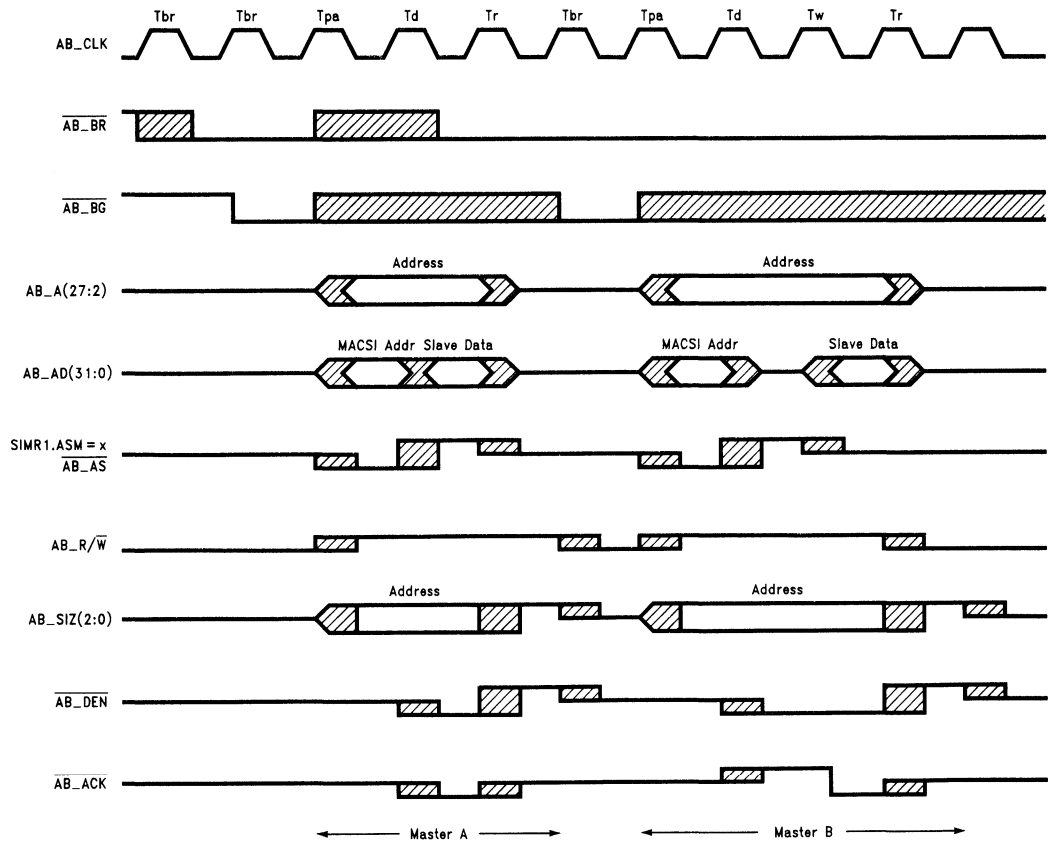 Tbr Tbr Tpa Td Tr Tbr Tpa Td Tw Tr
AB_CLK
AB_BR
AB_BG
Address Address
AB_A(27:2)
MACSI Addr Slave Data MACSI Addr Slave Data
AB_AD(31:0)
SIMR1.ASM = x
AB_AS
AB_R/W
Address Address
AB_SIZ(2:0)
AB_DEN
AB_ACK
Master A Master B